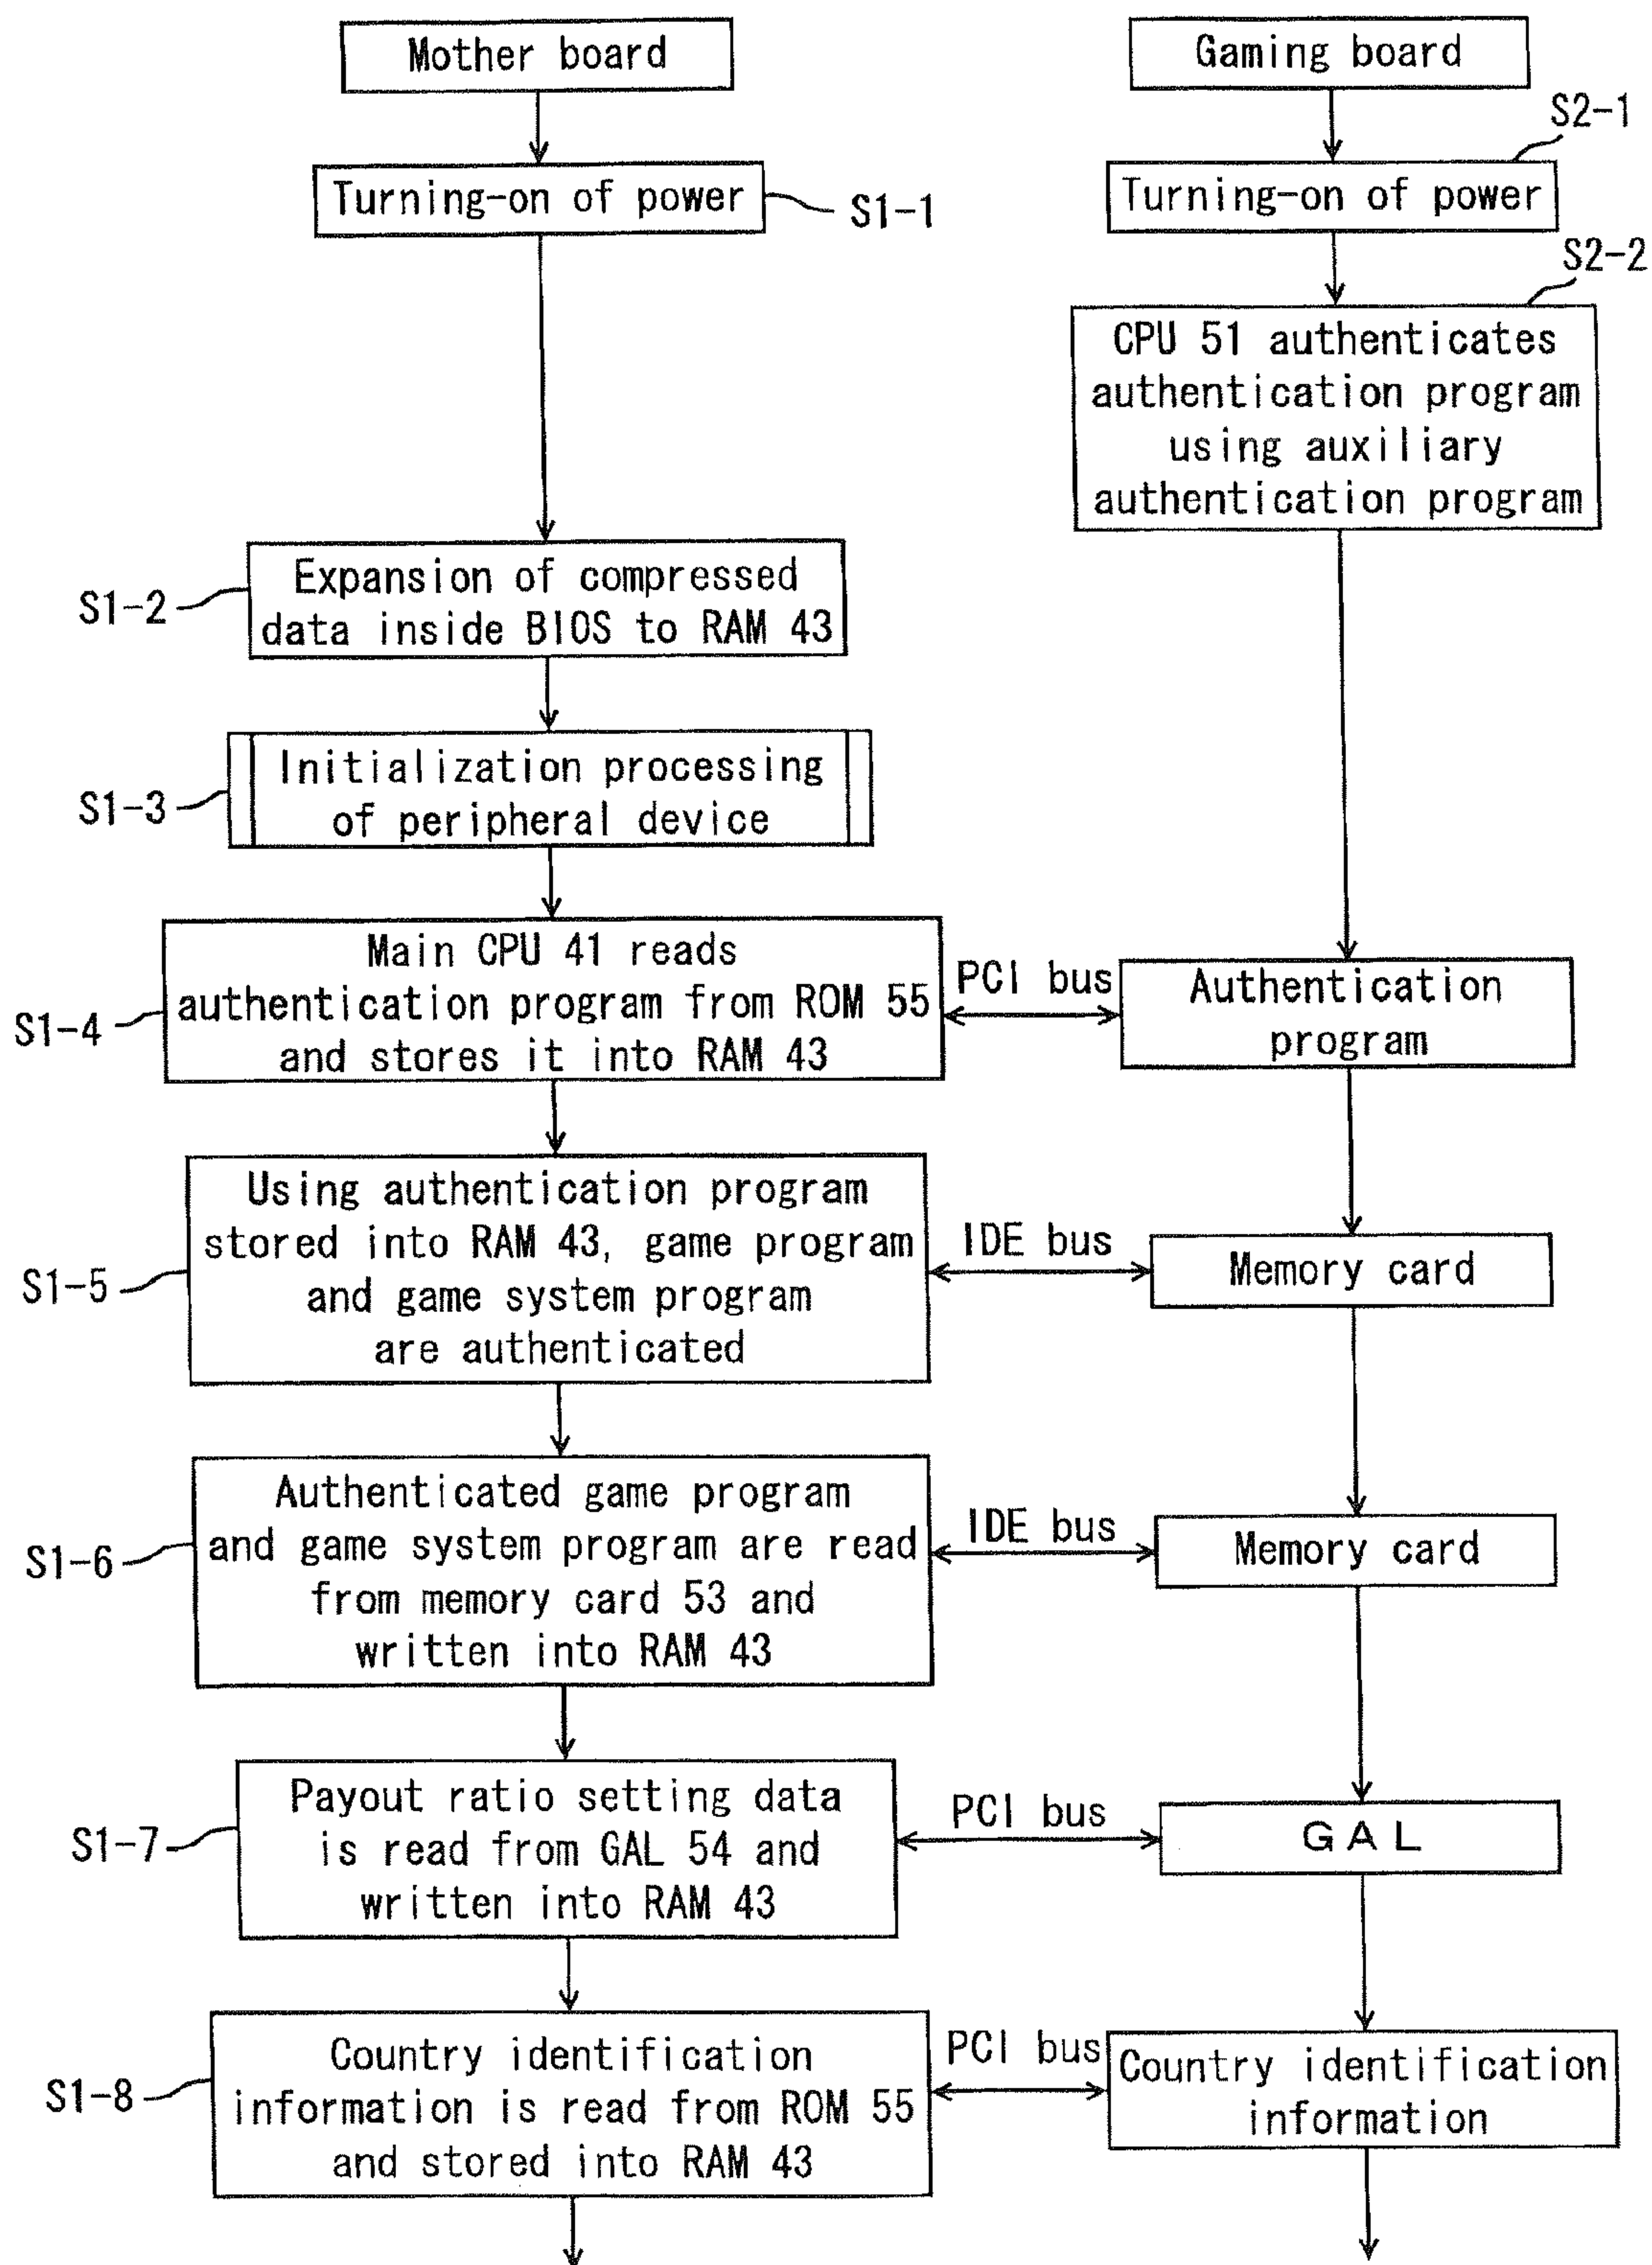 Mother board
Gaming board
S2-1
Turning-on of power
S1-1
Turning-on of power
S2-2
CPU 51 authenticates
authentication program
using auxiliary
authentication program
S1-2
Expansion of compressed
data inside BIOS to RAM 43
S1-3
Initialization processing
of peripheral device
S1-4
Main CPU 41 reads
authentication program from ROM 55
and stores it into RAM 43
PCI bus
Authentication
program
S1-5
Using authentication program
stored into RAM 43, game program
and game system program
are authenticated
IDE bus
Memory card
S1-6
Authenticated game program
and game system program are read
from memory card 53 and
written into RAM 43
IDE bus
Memory card
S1-7
Payout ratio setting data
is read from GAL 54 and
written into RAM 43
PCI bus
GAL
S1-8
Country identification
information is read from ROM 55
and stored into RAM 43
PCI bus
Country identification
information